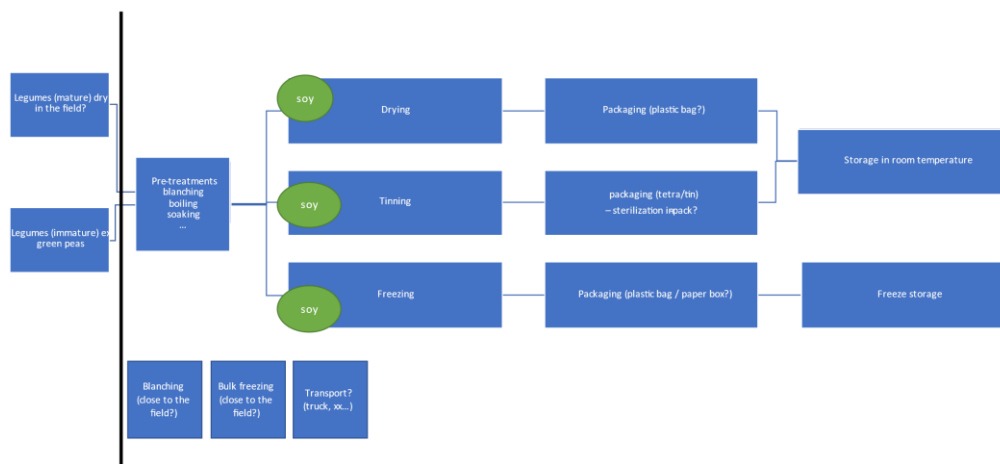 Legumes (mature) dry
in the field?
Legumes (immature) ex
green peas
Pre-treatments
blanching
boiling
soaking
...
soy
Drying
Packaging (plastic bag?)
Storage in room temperature
soy
Tinning
packaging (tetra/tin)
– sterilization inpack?
soy
Freezing
Packaging (plastic bag / paper box?)
Freeze storage
Blanching
(close to the
field?)
Bulk freezing
(close to the
field?)
Transport?
(truck, xx...)